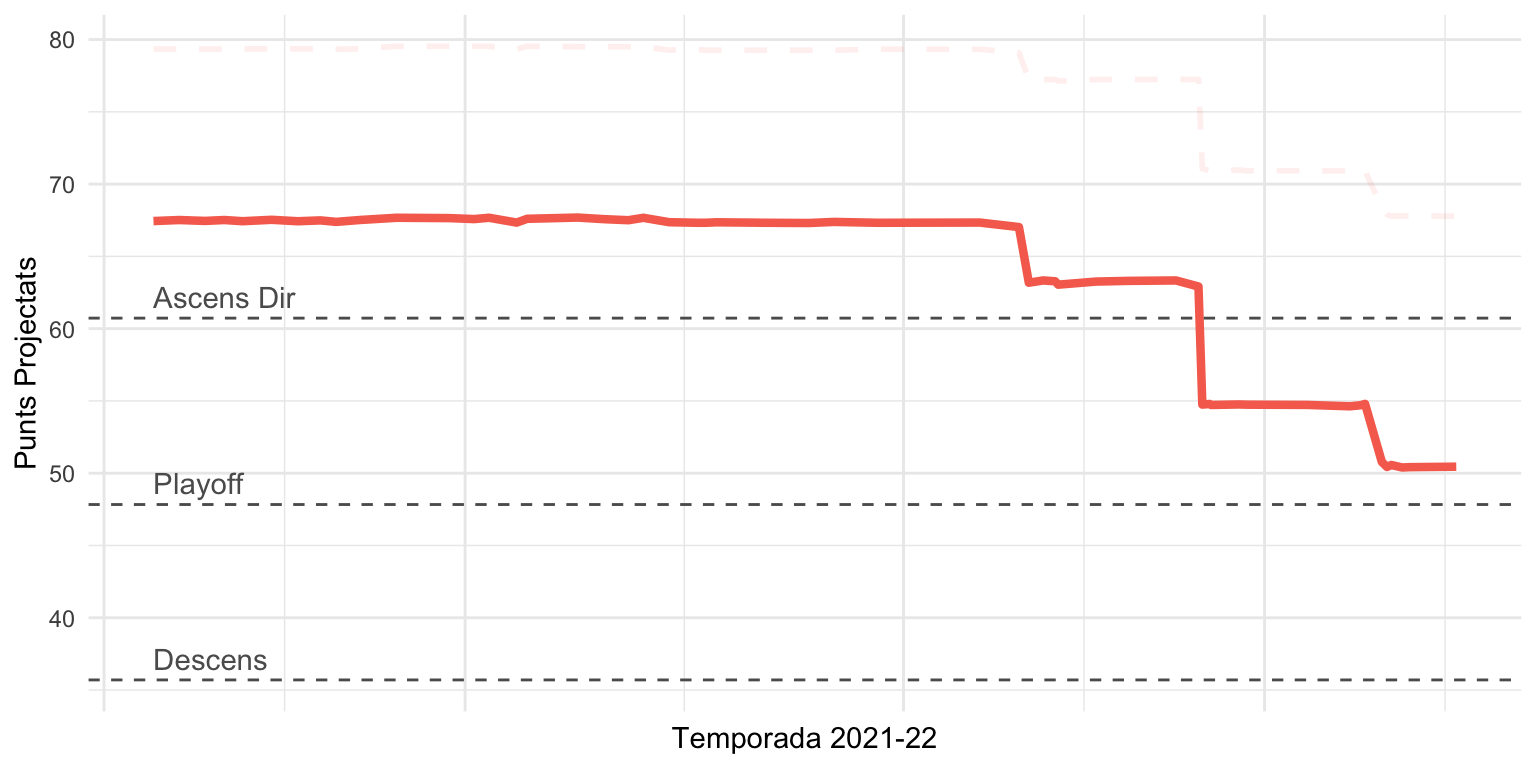 80
70
60
50
40
Punts Projectats
Ascens Dir
Playoff
Descens
Temporada 2021-22